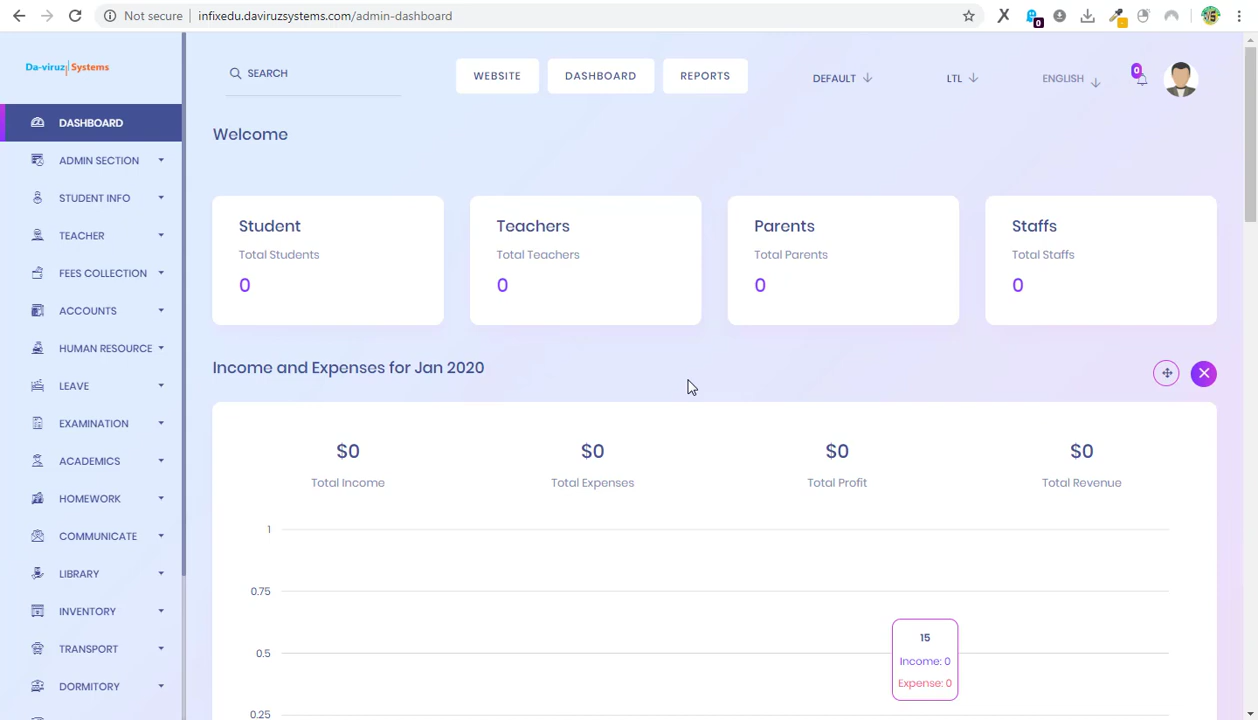 Not secure
infixedu.daviruzsystems.com/admin-dashboard
0
Da-viruz Systems
SEARCH
WEBSITE
DASHBOARD
REPORTS
DEFAULT
LTL
ENGLISH
0
DASHBOARD
ADMIN SECTION
STUDENT INFO
TEACHER
FEES COLLECTION
ACCOUNTS
HUMAN RESOURCE
LEAVE
EXAMINATION
ACADEMICS
HOMEWORK
COMMUNICATE
LIBRARY
INVENTORY
TRANSPORT
DORMITORY
Welcome
Student
Total Students
0
Teachers
Total Teachers
0
Parents
Total Parents
0
Staffs
Total Staffs
0
Income and Expenses for Jan 2020
$0
Total Income
$0
Total Expenses
$0
Total Profit
$0
Total Revenue
1
0.75
0.5
0.25
15
Income: 0
Expense: 0